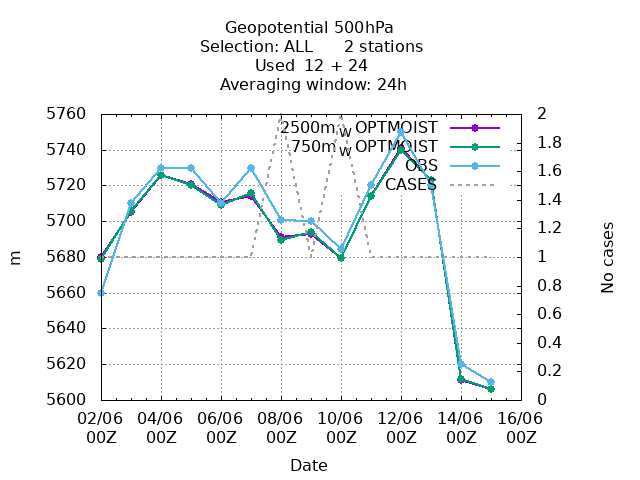 Geopotential 500hPa
Selection: ALL      2 stations
Used  12 + 24
Averaging window: 24h
2500m_W OPTMOIST
750m_W OPTMOIST
OBS
CASES
5760
5740
5720
5700
5680
5660
5640
5620
5600
m
2
1.8
1.6
1.4
1.2
1
0.8
0.6
0.4
0.2
0
No cases
02/06 04/06 06/06 08/06 10/06 12/06 14/06 16/06
00Z 00Z 00Z 00Z 00Z 00Z 00Z 00Z
Date